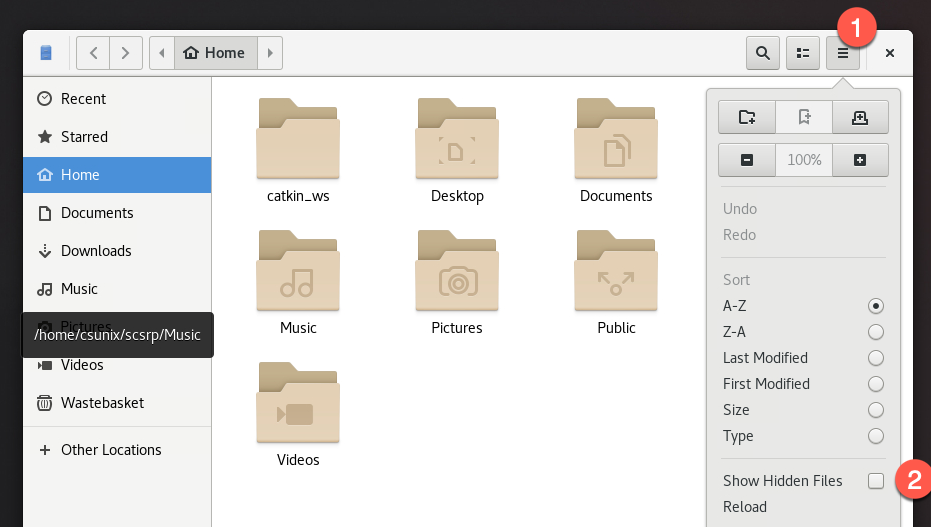 1
Home
Recent
Starred
Home
Documents
Downloads
Music
Pictures
/home/csunix/scsrp/Music
Videos
Wastebasket
Other Locations
catkin_ws
Desktop
Documents
Music
Pictures
Public
Videos
100%
Undo
Redo
Sort
A-Z
Z-A
Last Modified
First Modified
Size
Type
Show Hidden Files
2
Reload